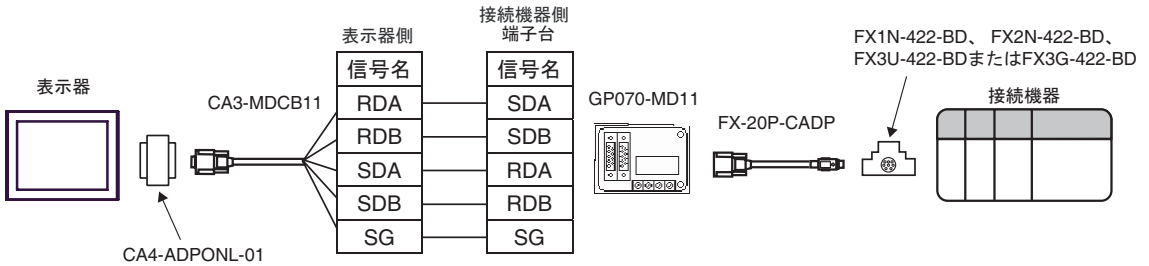 表示器
CA4-ADPONL-01
CA3-MDCB11
表示器側
信号名
RDA
RDB
SDA
SDB
SG
接続機器側
端子台
信号名
SDA
SDB
RDA
RDB
SG
GP070-MD11
FX-20P-CADP
FX1N-422-BD、 FX2N-422-BD、
FX3U-422-BDまたはFX3G-422-BD
接続機器